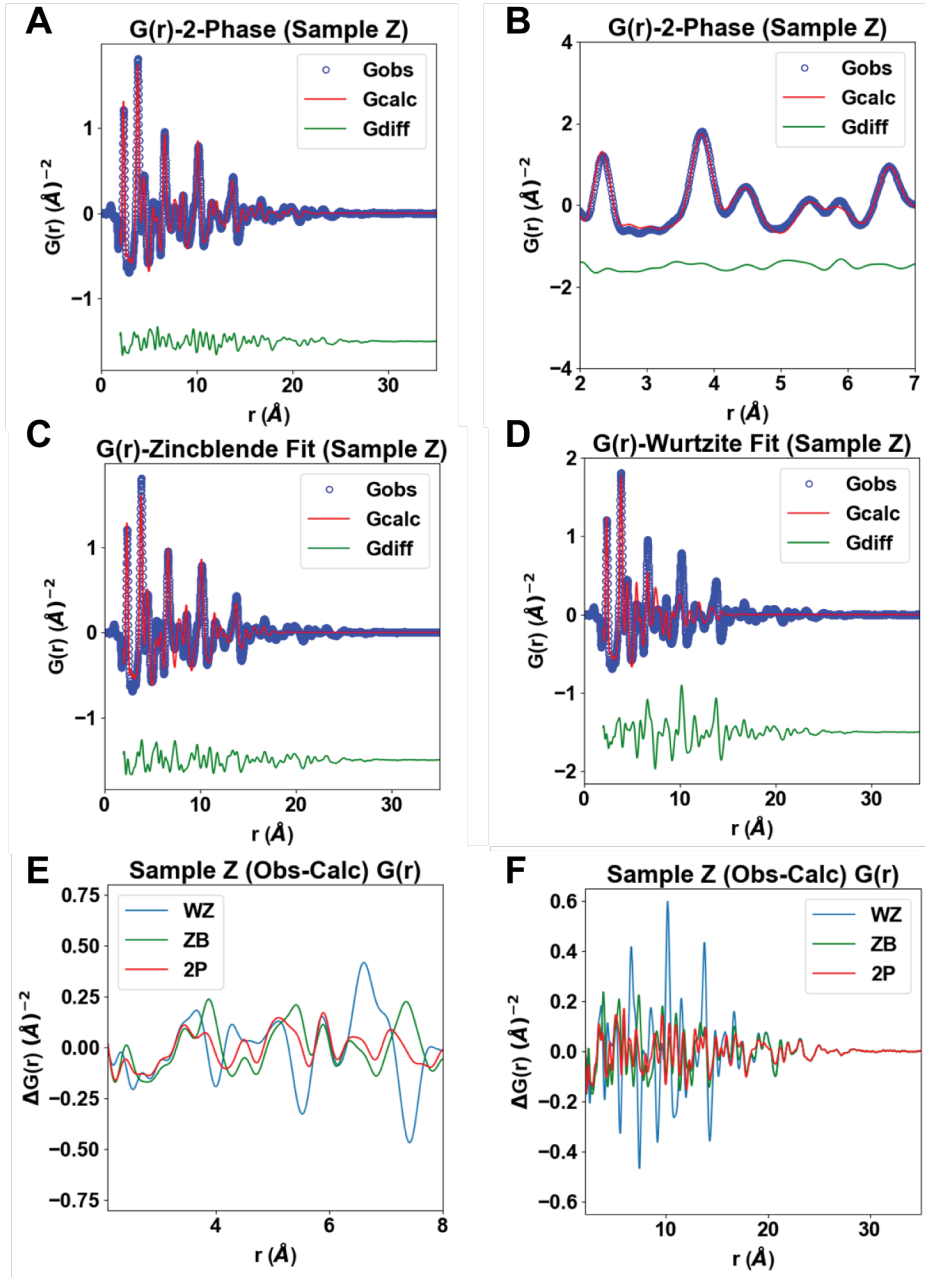 A
G(r)-2-Phase (Sample Z)
Gobs
Gcalc
Gdiff
1
0
−1
G(r) (Å)⁻²
0 10 20 30
r (Å)
B
G(r)-2-Phase (Sample Z)
Gobs
Gcalc
Gdiff
4
2
0
−2
−4
G(r) (Å)⁻²
2 3 4 5 6 7
r (Å)
C
G(r)-Zincblende Fit (Sample Z)
Gobs
Gcalc
Gdiff
1
0
−1
G(r) (Å)⁻²
0 10 20 30
r (Å)
D
G(r)-Wurtzite Fit (Sample Z)
Gobs
Gcalc
Gdiff
2
1
0
−1
−2
G(r) (Å)⁻²
0 10 20 30
r (Å)
E
Sample Z (Obs-Calc) G(r)
WZ
ZB
2P
0.75
0.50
0.25
0.00
−0.25
−0.50
−0.75
ΔG(r) (Å)⁻²
4 6 8
r (Å)
F
Sample Z (Obs-Calc) G(r)
WZ
ZB
2P
0.6
0.4
0.2
0.0
−0.2
−0.4
−0.6
ΔG(r) (Å)⁻²
10 20 30
r (Å)